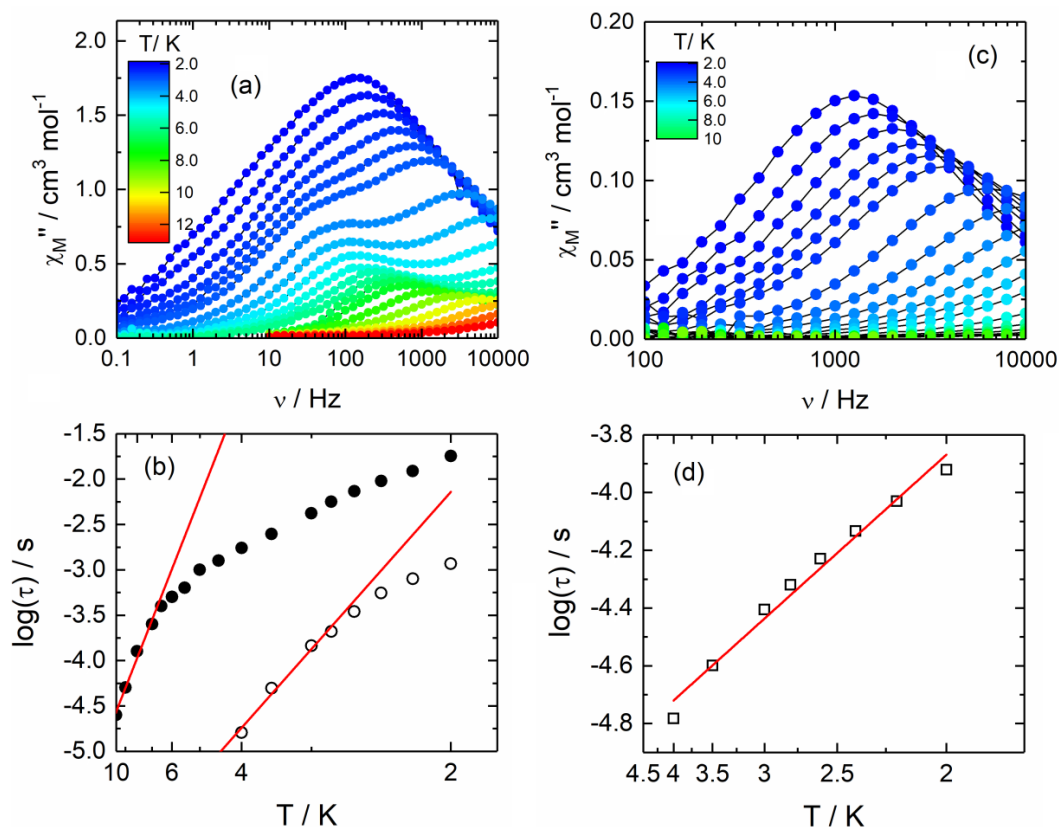 (a)
T/ K
2.0
4.0
6.0
8.0
10
12
2.0
1.5
1.0
0.5
0.0
χM'' / cm3 mol-1
0.1 1 10 100 1000 10000
ν / Hz
(c)
T/ K
2.0
4.0
6.0
8.0
10
0.20
0.15
0.10
0.05
0.00
χM'' / cm3 mol-1
100 1000 10000
ν / Hz
(b)
-1.5
-2.0
-2.5
-3.0
-3.5
-4.0
-4.5
-5.0
log(τ) / s
10 6 4 2
T / K
(d)
-3.8
-4.0
-4.2
-4.4
-4.6
-4.8
log(τ) / s
4.5 4 3.5 3 2.5 2
T / K